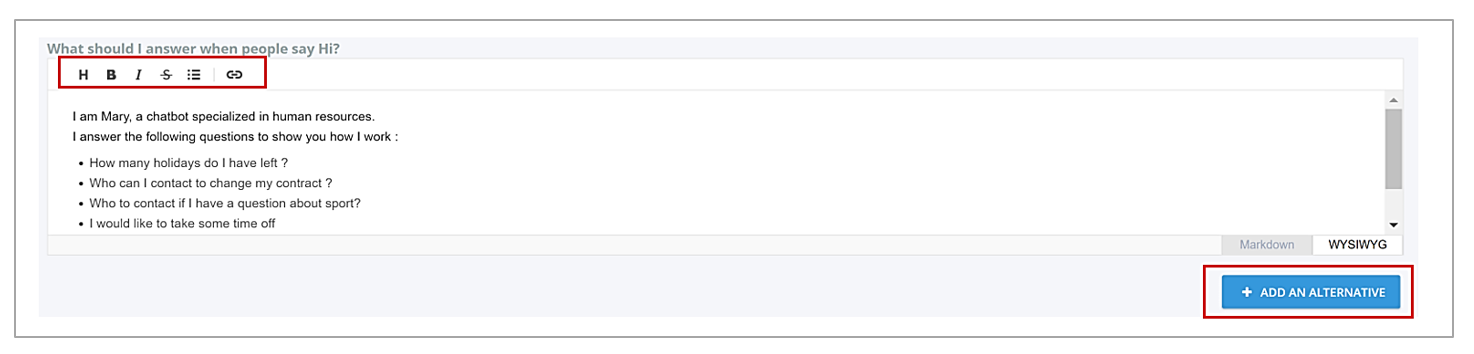 What should I answer when people say Hi?
H B I S
I am Mary, a chatbot specialized in human resources.
I answer the following questions to show you how I work :
• How many holidays do I have left ?
• Who can I contact to change my contract ?
• Who to contact if I have a question about sport?
• I would like to take some time off
Markdown WYSIWYG
+ ADD AN ALTERNATIVE